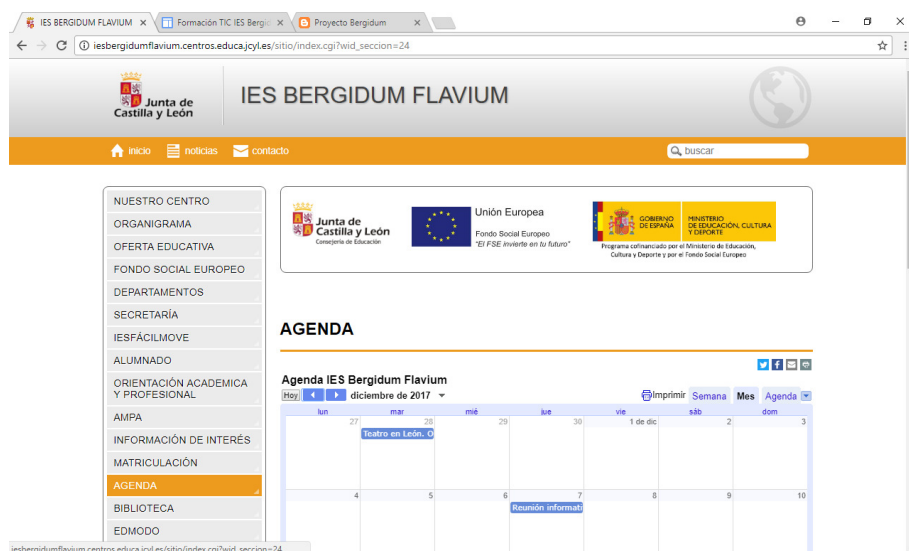 IES BERGIDUM FLAVIUM
Formación TIC IES Bergi
Proyecto Bergidum
iesbergidumflavium.centros.educa.jcyl.es/sitio/index.cgi?wid_seccion=24
Junta de
Castilla y León
IES BERGIDUM FLAVIUM
inicio noticias contacto
buscar
NUESTRO CENTRO
ORGANIGRAMA
OFERTA EDUCATIVA
FONDO SOCIAL EUROPEO
DEPARTAMENTOS
SECRETARÍA
IESFÁCILMOVE
ALUMNADO
ORIENTACIÓN ACADEMICA
Y PROFESIONAL
AMPA
INFORMACIÓN DE INTERÉS
MATRICULACIÓN
AGENDA
BIBLIOTECA
EDMODO
Junta de
Castilla y León
Consejería de Educación
Unión Europea
Fondo Social Europeo
"El FSE invierte en tu futuro"
GOBIERNO
DE ESPAÑA
MINISTERIO
DE EDUCACIÓN, CULTURA
Y DEPORTE
Programa cofinanciado por el Ministerio de Educación,
Cultura y Deporte y por el Fondo Social Europeo
AGENDA
Agenda IES Bergidum Flavium
Hoy diciembre de 2017 Imprimir Semana Mes Agenda
lun mar mié jue vie sáb dom
27 28 29 30 1 de dic 2 3
Teatro en León. O
4 5 6 7 8 9 10
Reunión informati
iesbergidumflavium.centros.educa.jcyl.es/sitio/index.cgi?wid_seccion=24